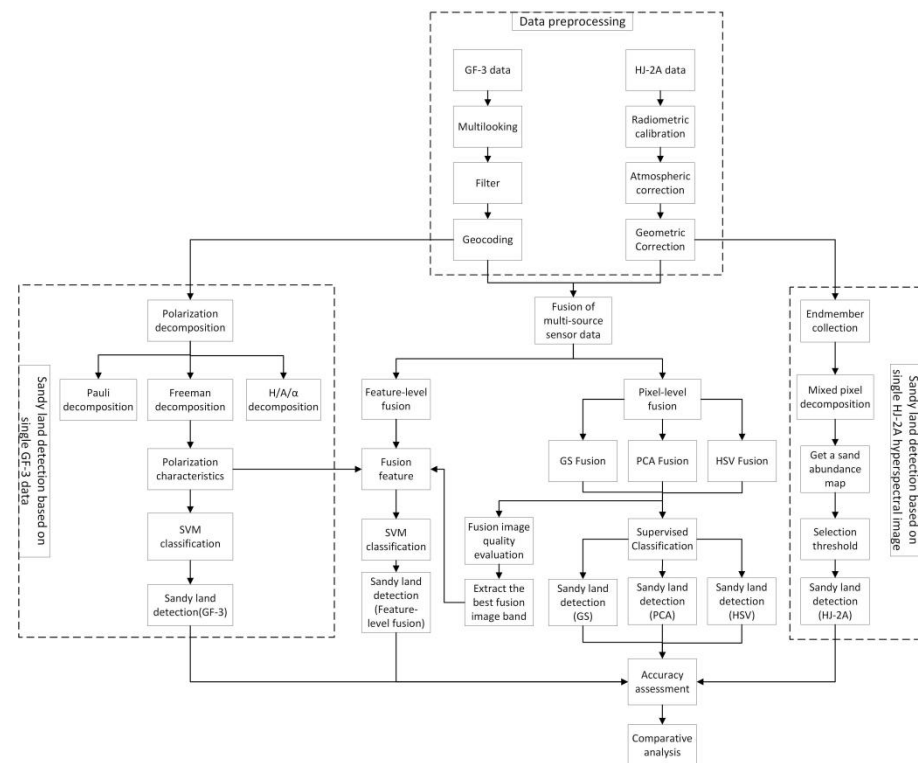 Data preprocessing
GF-3 data
HJ-2A data
Multilooking
Radiometric
calibration
Filter
Atmospheric
correction
Geocoding
Geometric
Correction
Sandy land detection based on
single GF-3 data
Polarization
decomposition
Pauli
decomposition
Freeman
decomposition
H/A/α
decomposition
Polarization
characteristics
SVM
classification
Sandy land
detection(GF-3)
Fusion of
multi-source
sensor data
Feature-level
fusion
Fusion
feature
SVM
classification
Sandy land
detection
(Feature-
level fusion)
Pixel-level
fusion
GS Fusion
PCA Fusion
HSV Fusion
Fusion image
quality
evaluation
Extract the
best fusion
image band
Supervised
Classification
Sandy land
detection
(GS)
Sandy land
detection
(PCA)
Sandy land
detection
(HSV)
Endmember
collection
Mixed pixel
decomposition
Get a sand
abundance
map
Selection
threshold
Sandy land
detection
(HJ-2A)
Sandy land detection based on
single HJ-2A hyperspectral image
Accuracy
assessment
Comparative
analysis